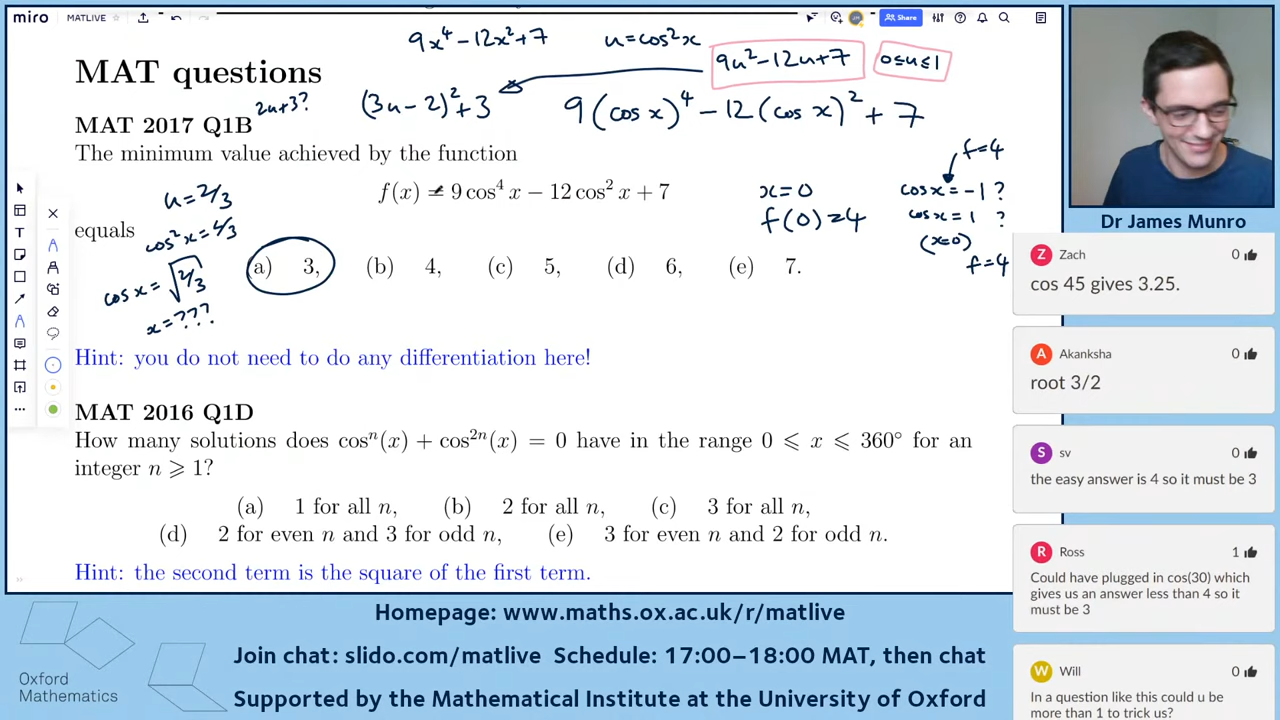 miro MATLIVE Share
9x⁴ – 12x² + 7 u = cos²x
9u² – 12u + 7 0 ≤ u ≤ 1
MAT questions
2u+3? (3u – 2)² + 3 9(cos x)⁴ – 12(cos x)² + 7
MAT 2017 Q1B
The minimum value achieved by the function
f(x) = 9 cos⁴ x − 12 cos² x + 7
equals
(a) 3, (b) 4, (c) 5, (d) 6, (e) 7.
u = 2/3
cos²x = 2/3
cos x = √2/3
x = ???
x = 0
f(0) = 4
f = 4
cos x = –1 ?
cos x = 1 ?
(x=0)
f = 4
Hint: you do not need to do any differentiation here!
MAT 2016 Q1D
How many solutions does cosⁿ(x) + cos²ⁿ(x) = 0 have in the range 0 ⩽ x ⩽ 360° for an
integer n ⩾ 1?
(a) 1 for all n, (b) 2 for all n, (c) 3 for all n,
(d) 2 for even n and 3 for odd n, (e) 3 for even n and 2 for odd n.
Hint: the second term is the square of the first term.
Dr James Munro
Z Zach 0
cos 45 gives 3.25.
A Akanksha 0
root 3/2
S sv 0
the easy answer is 4 so it must be 3
R Ross 1
Could have plugged in cos(30) which
gives us an answer less than 4 so it
must be 3
W Will 0
In a question like this could u be
more than 1 to trick us?
Oxford
Mathematics
Homepage: www.maths.ox.ac.uk/r/matlive
Join chat: slido.com/matlive Schedule: 17:00–18:00 MAT, then chat
Supported by the Mathematical Institute at the University of Oxford